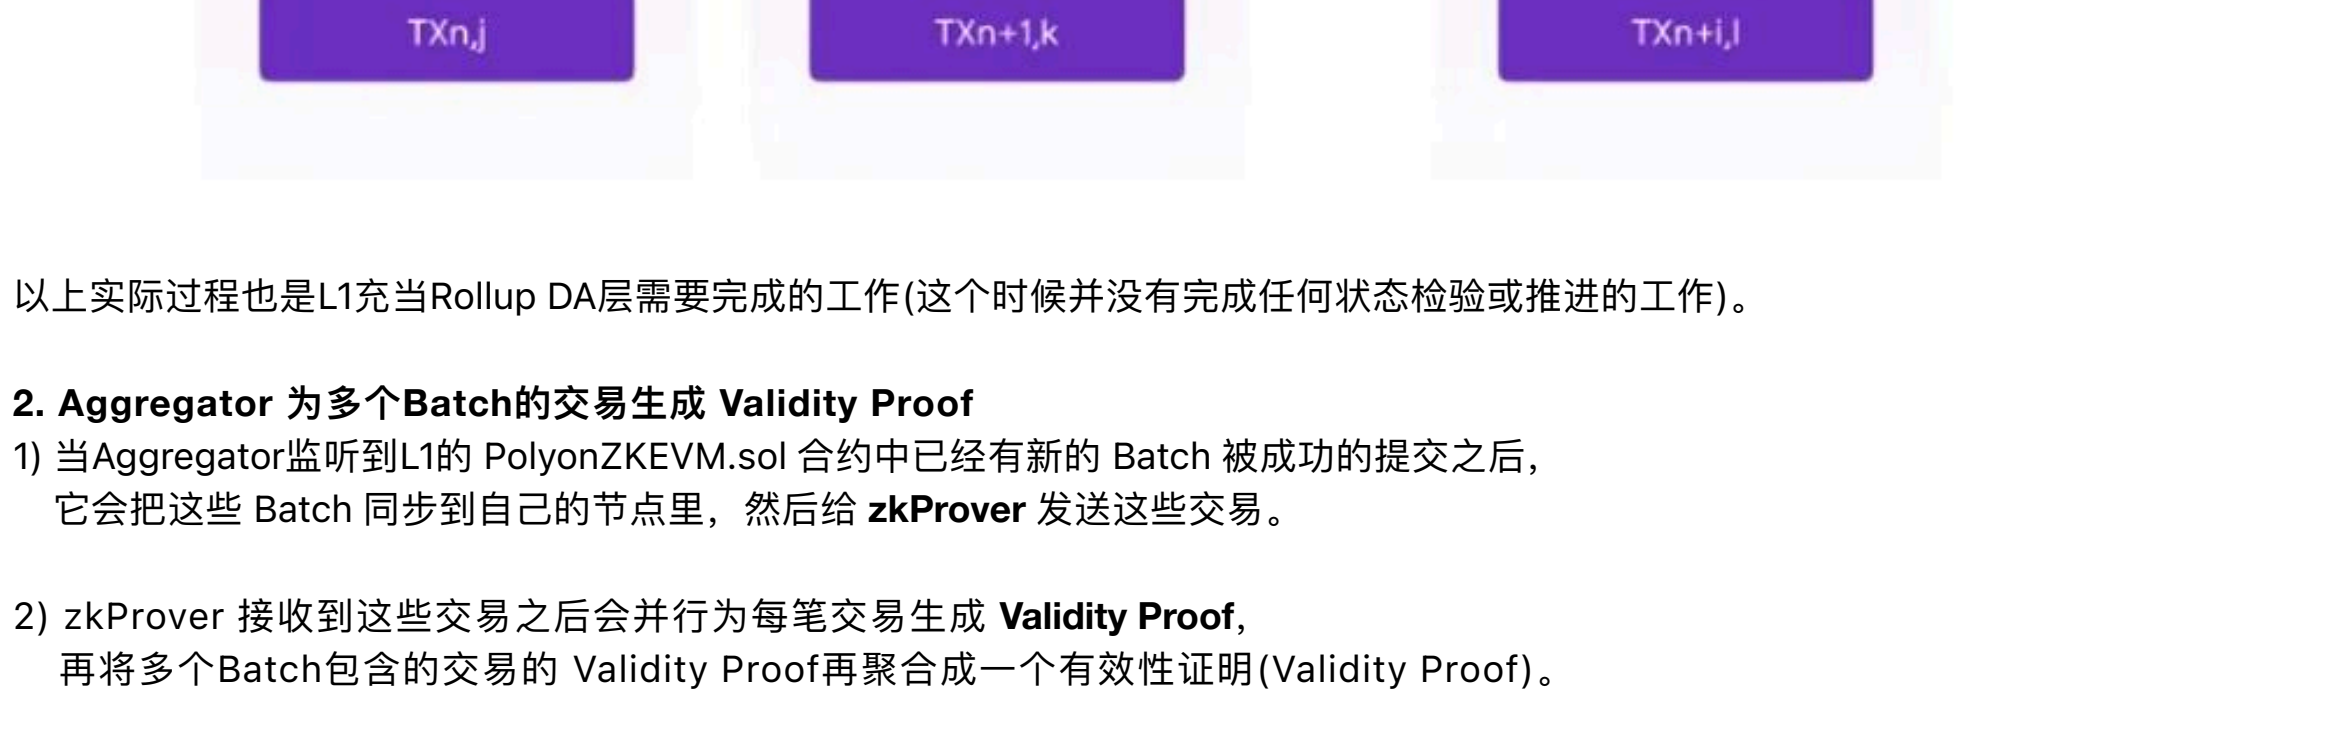 TXn,j
TXn+1,k
TXn+i,l
以上实际过程也是L1充当Rollup DA层需要完成的工作(这个时候并没有完成任何状态检验或推进的工作)。
2. Aggregator 为多个Batch的交易生成 Validity Proof
1) 当Aggregator监听到L1的 PolyonZKEVM.sol 合约中已经有新的 Batch 被成功的提交之后，
它会把这些 Batch 同步到自己的节点里，然后给 zkProver 发送这些交易。
2) zkProver 接收到这些交易之后会并行为每笔交易生成 Validity Proof，
再将多个Batch包含的交易的 Validity Proof再聚合成一个有效性证明(Validity Proof)。